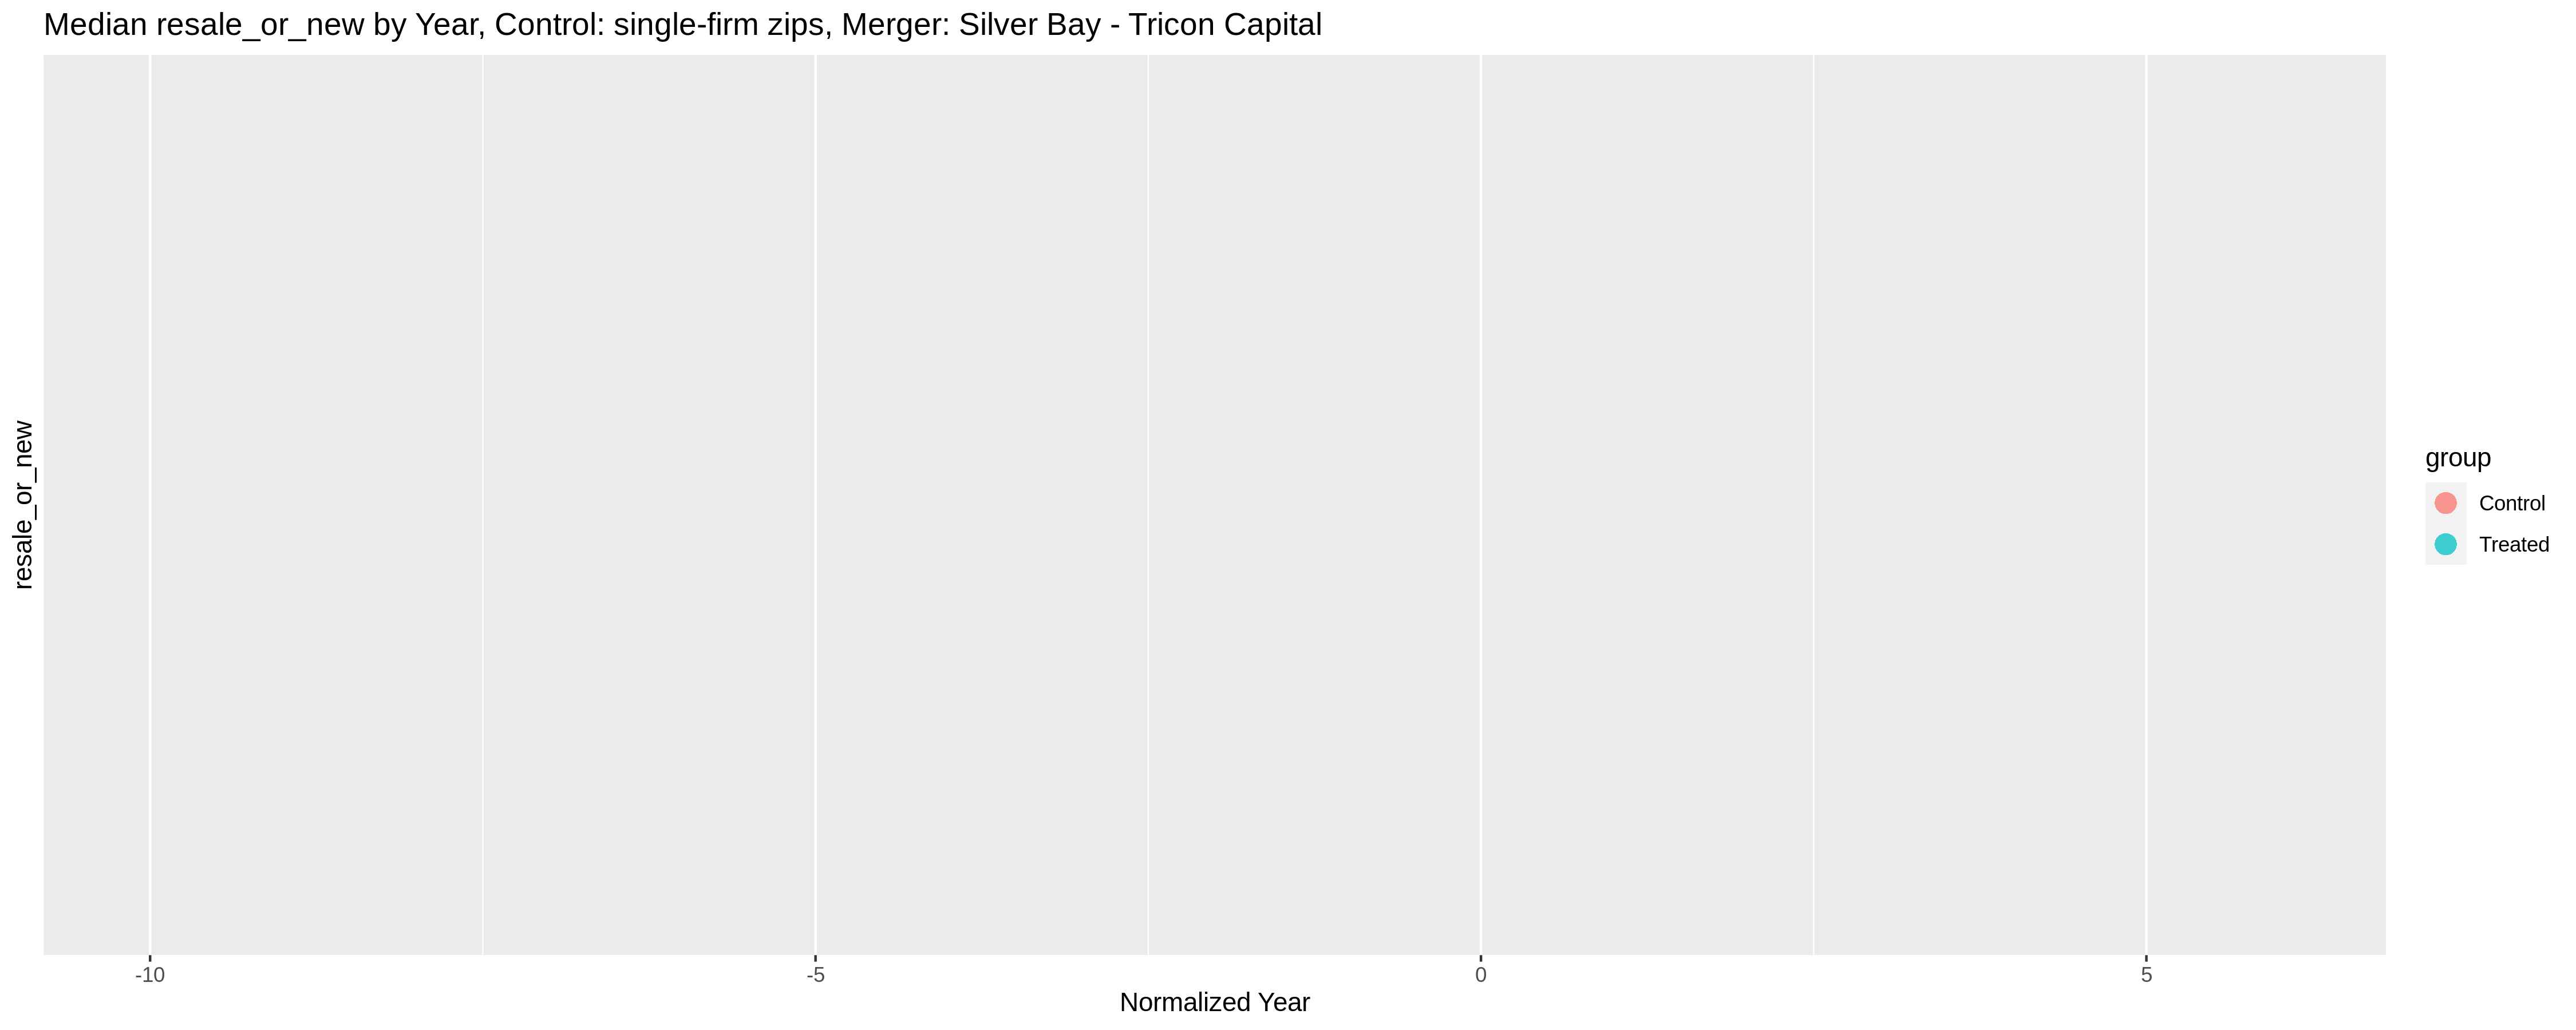 Median resale_or_new by Year, Control: single-firm zips, Merger: Silver Bay - Tricon Capital
resale_or_new
group
Control
Treated
-10
-5
0
5
Normalized Year